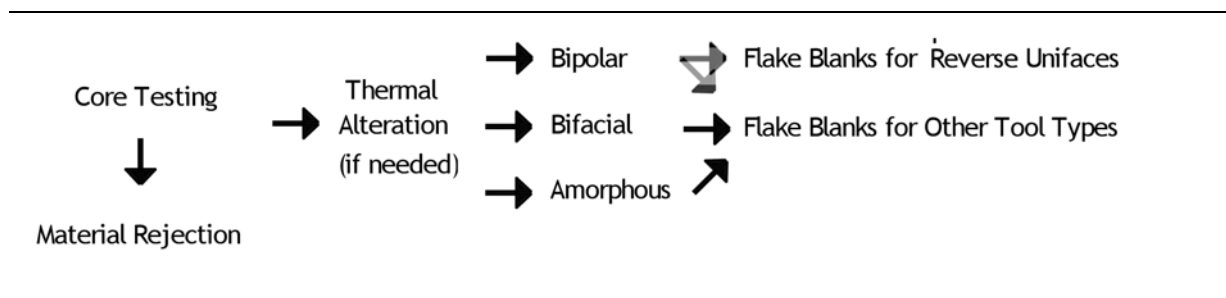 Core Testing
Material Rejection
Thermal
Alteration
(if needed)
Bipolar
Bifacial
Amorphous
Flake Blanks for Reverse Unifaces
Flake Blanks for Other Tool Types